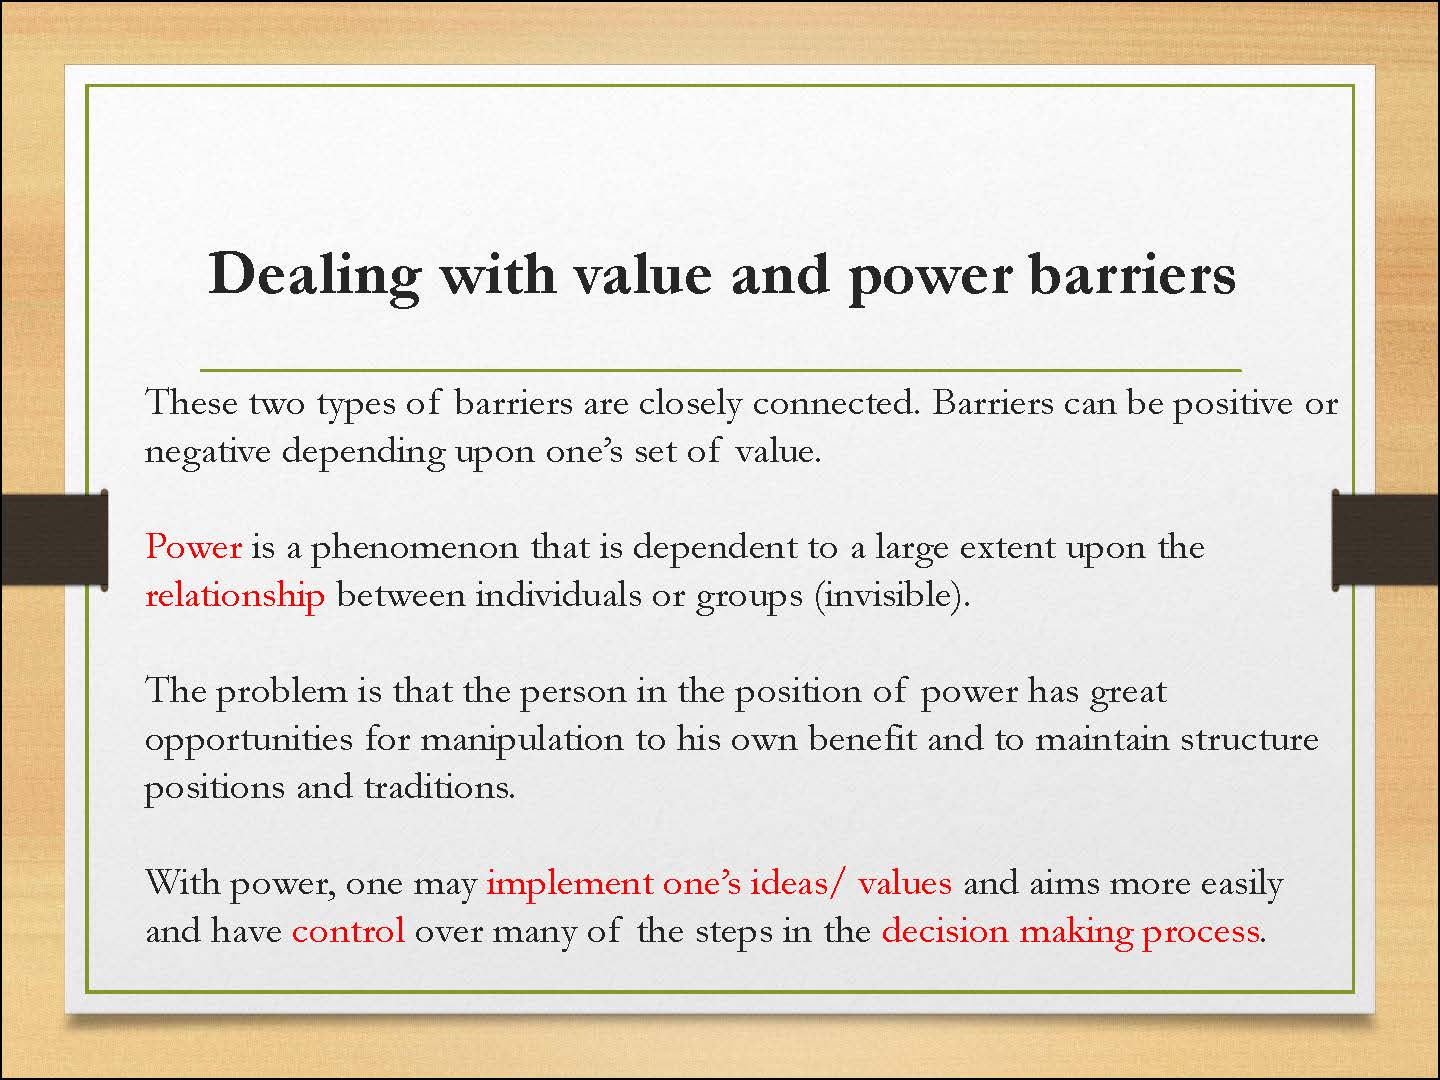 Dealing with value and power barriers
These two types of barriers are closely connected. Barriers can be positive or
negative depending upon one’s set of value.
Power is a phenomenon that is dependent to a large extent upon the
relationship between individuals or groups (invisible).
The problem is that the person in the position of power has great
opportunities for manipulation to his own benefit and to maintain structure
positions and traditions.
With power, one may implement one’s ideas/ values and aims more easily
and have control over many of the steps in the decision making process.